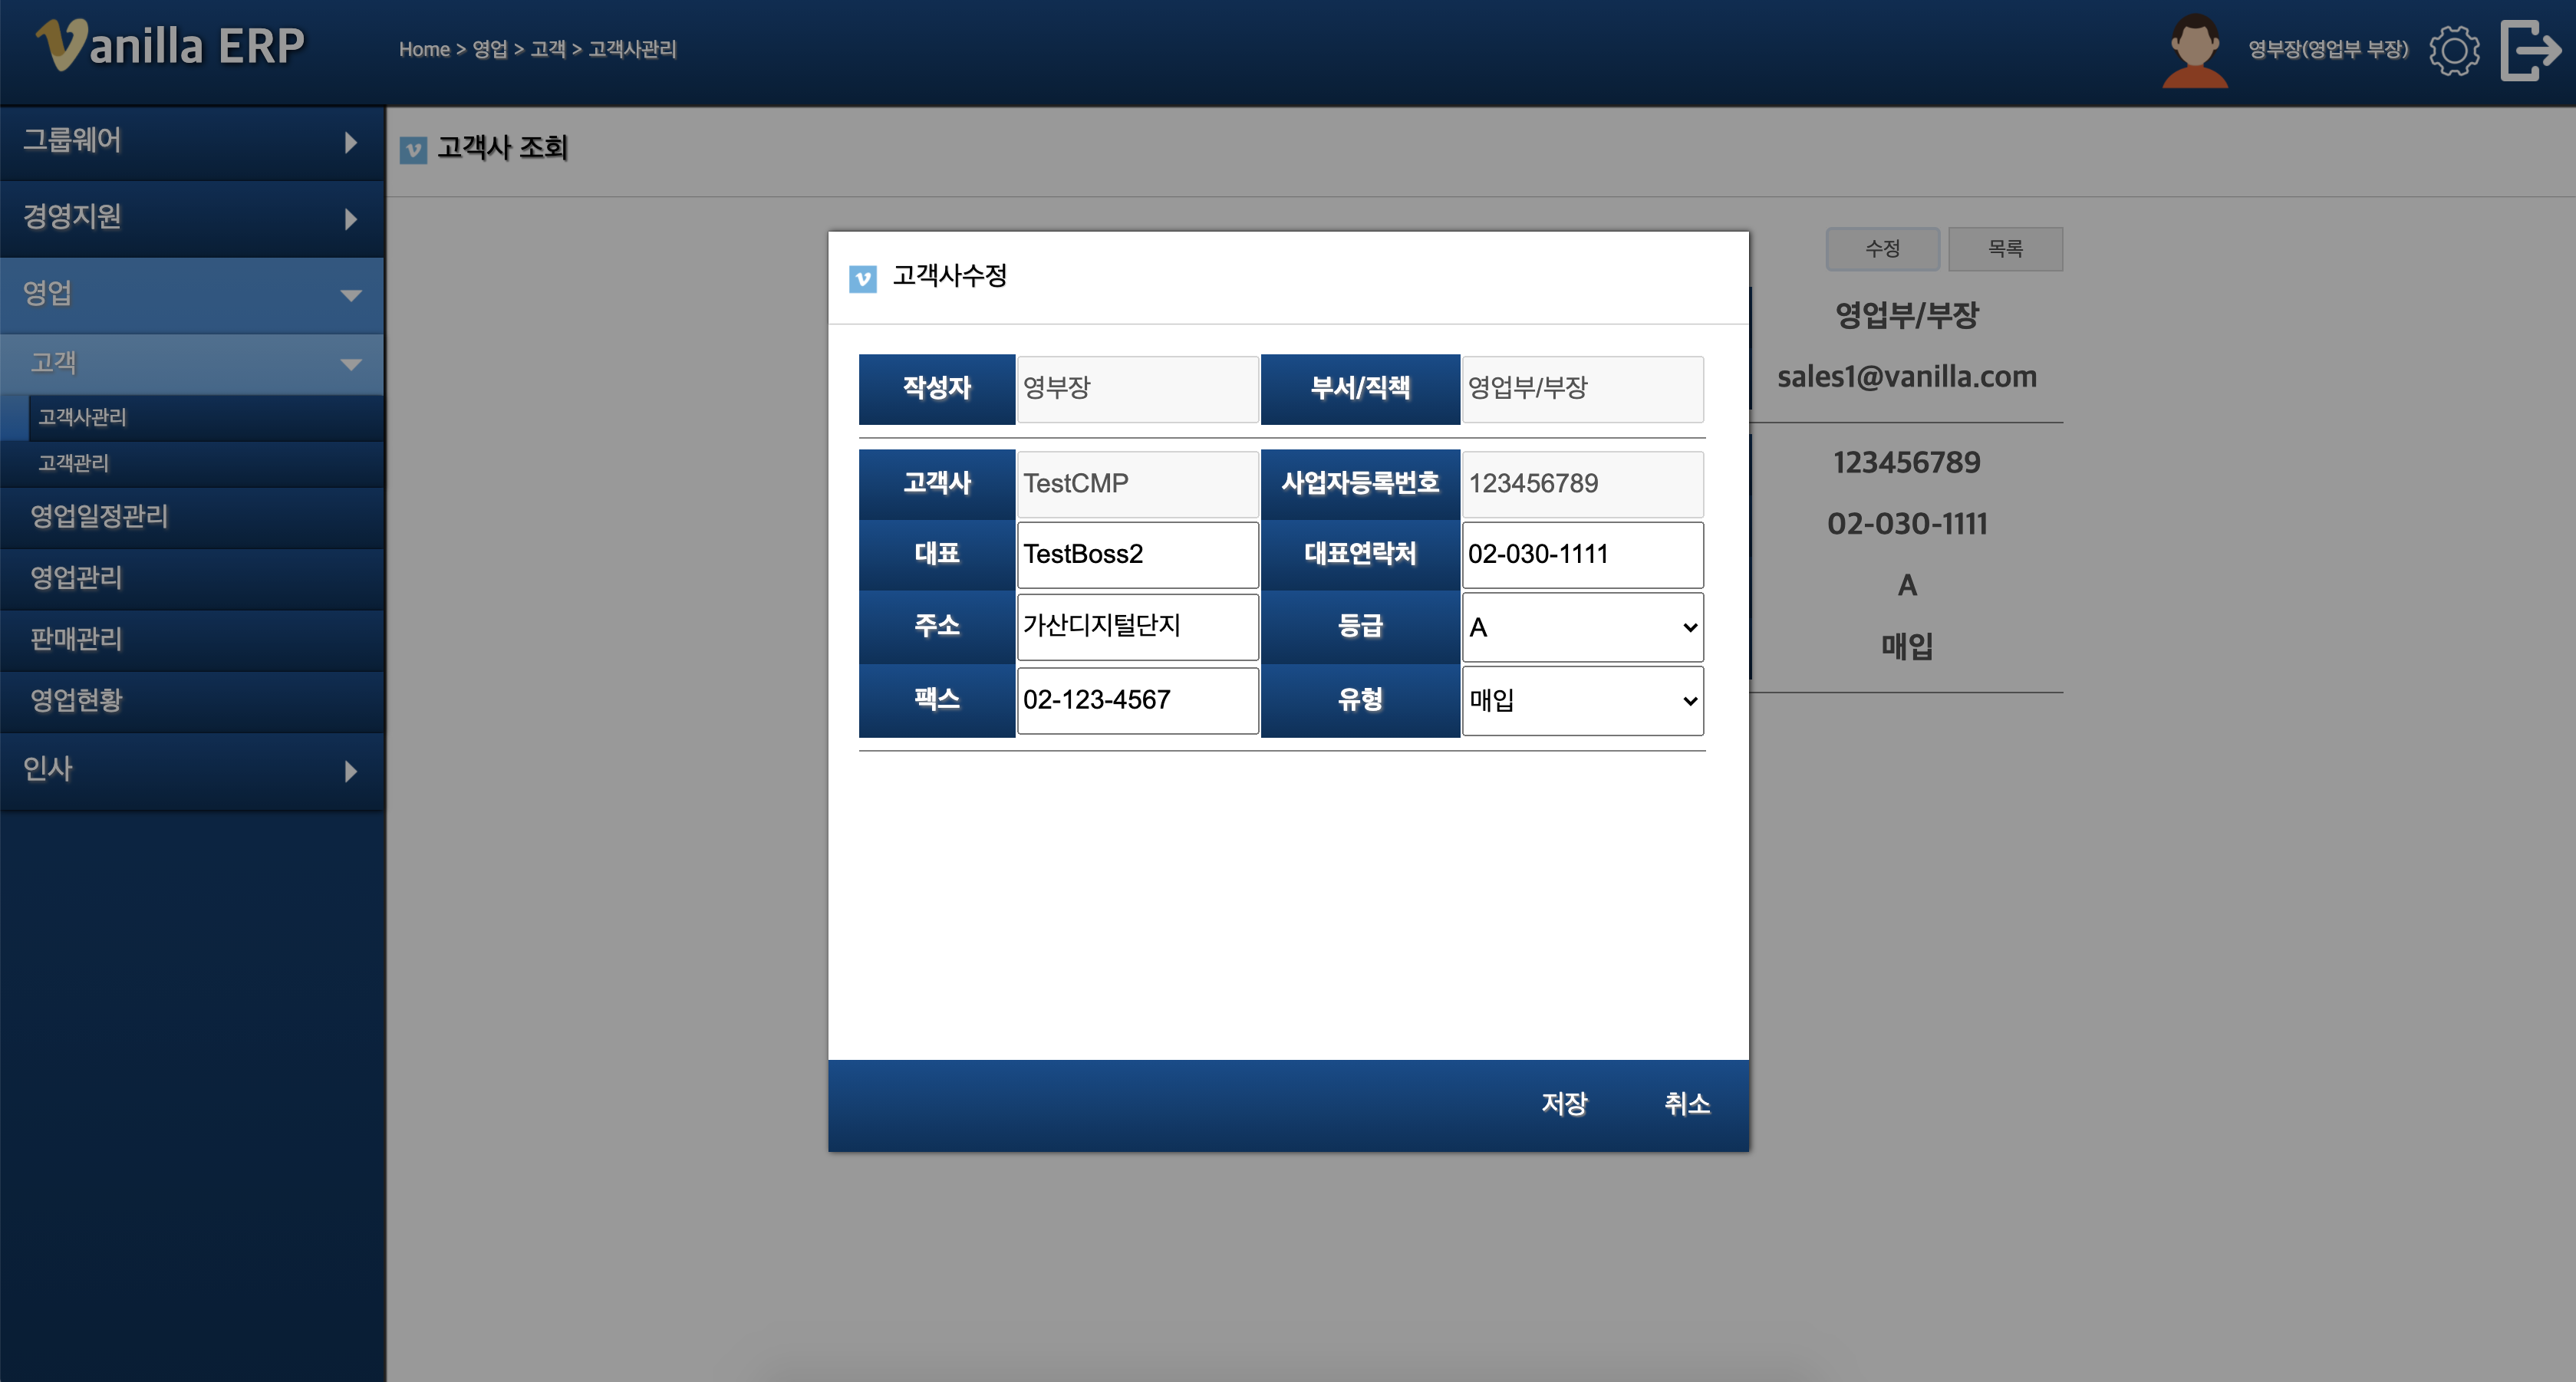 Vanilla ERP
Home > 영업 > 고객 > 고객사관리
영부장(영업부 부장)
그룹웨어
경영지원
영업
고객
고객사관리
고객관리
영업일정관리
영업관리
판매관리
영업현황
인사
고객사 조회
수정 목록
영업부/부장
sales1@vanilla.com
123456789
02-030-1111
A
매입
고객사수정
작성자 영부장 부서/직책 영업부/부장
고객사 TestCMP 사업자등록번호 123456789
대표 TestBoss2 대표연락처 02-030-1111
주소 가산디지털단지 등급 A
팩스 02-123-4567 유형 매입
저장 취소